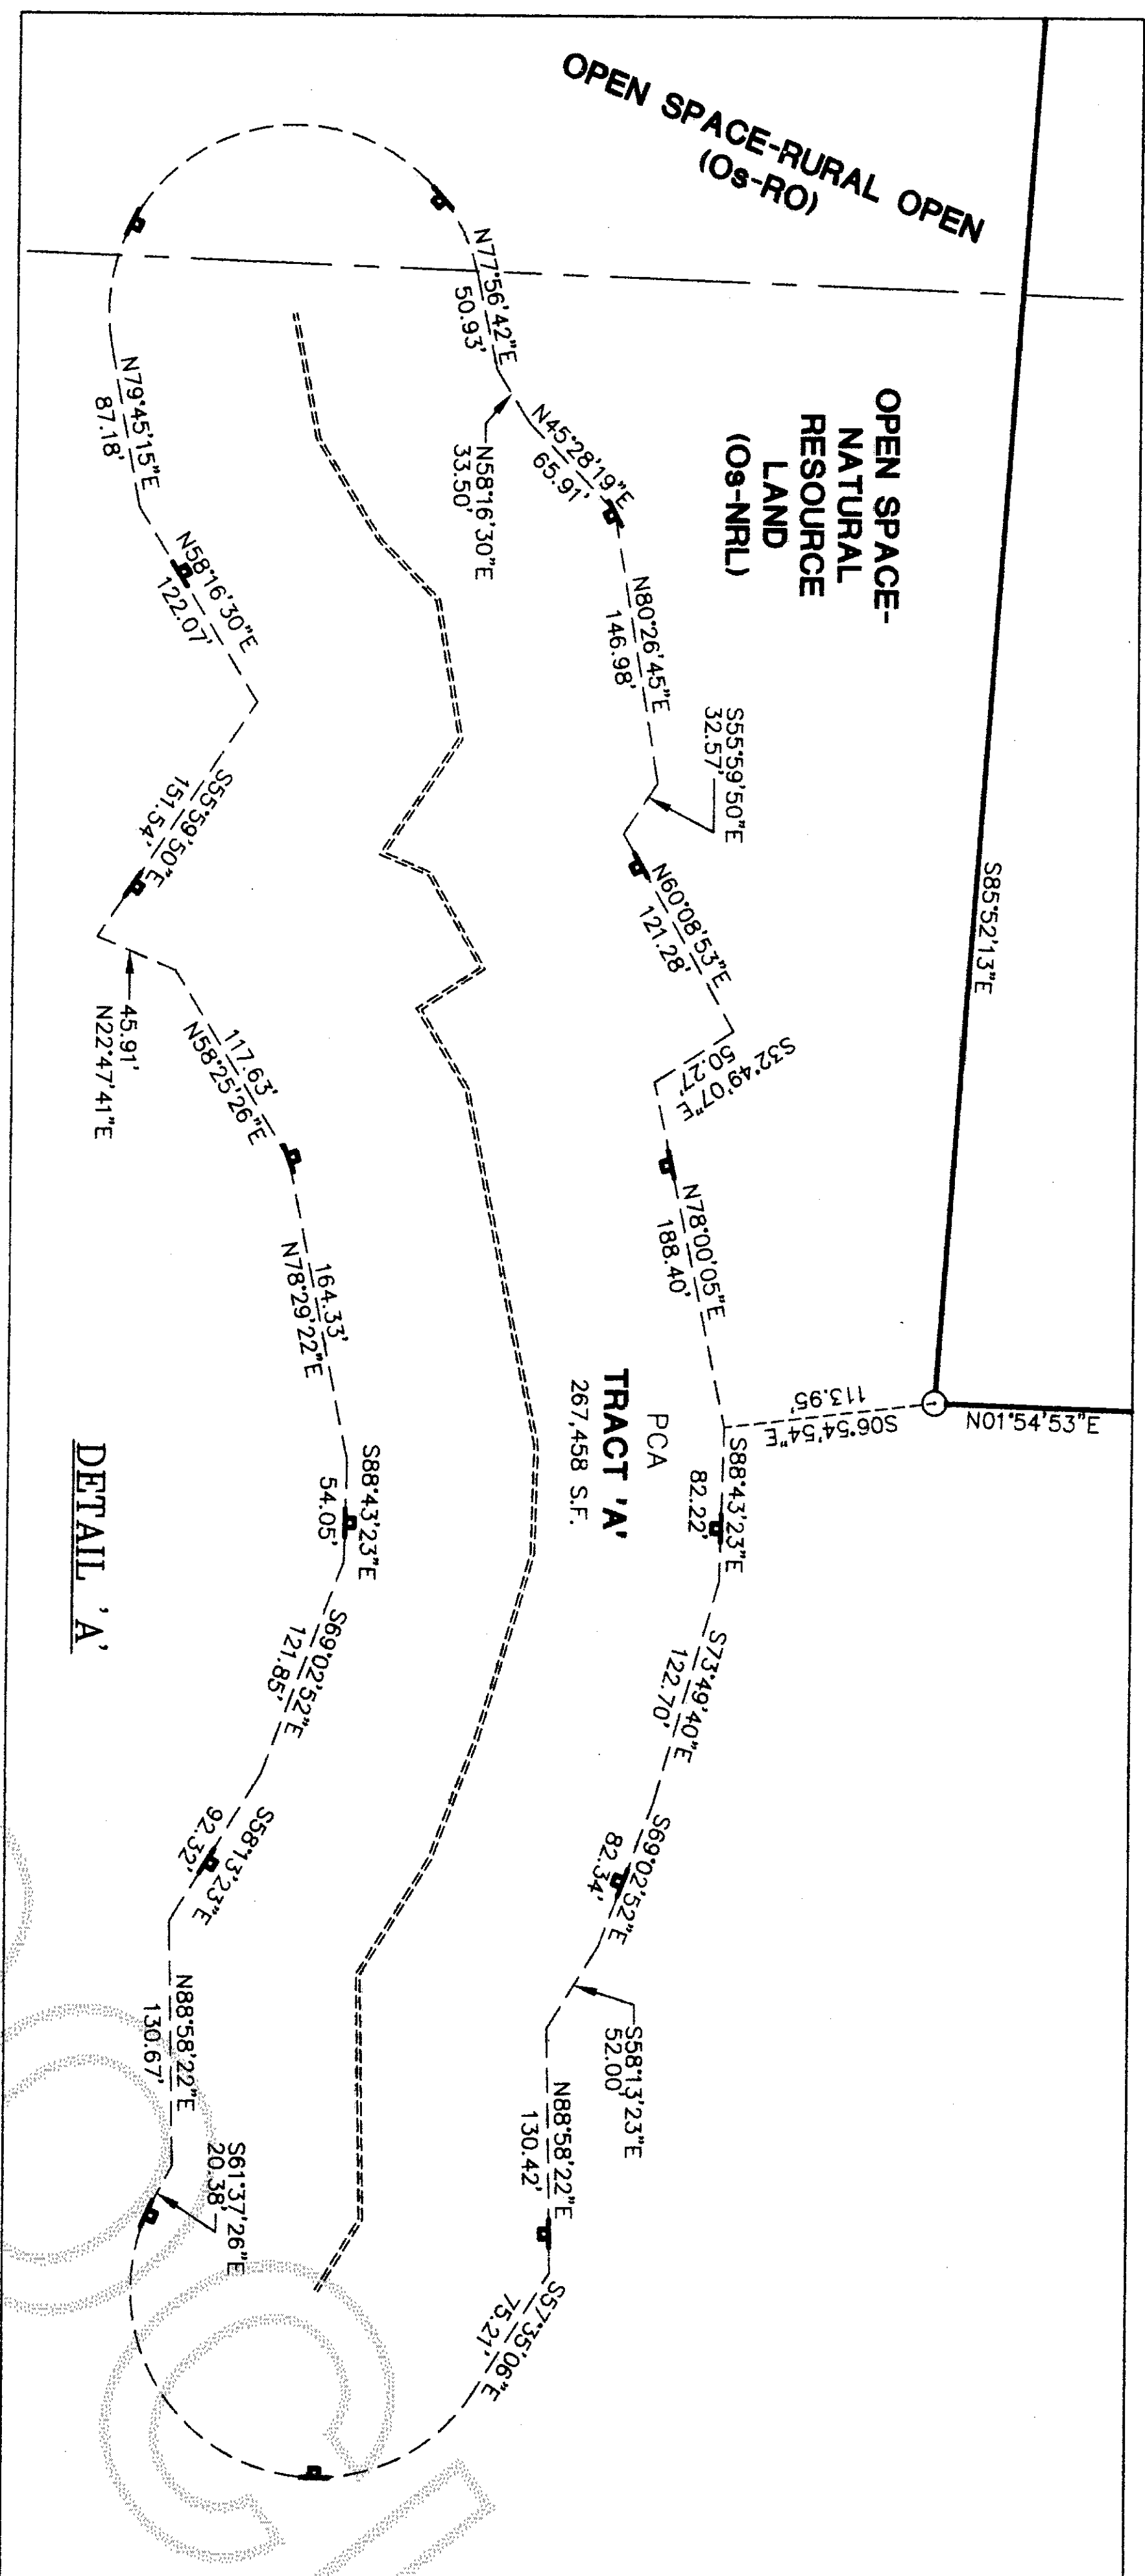 OPEN SPACE-RURAL OPEN
(Os-RO)
OPEN SPACE-
NATURAL
RESOURCE
LAND
(Os-NRL)
S85°52'13"E
N01°54'53"E
S06°54'54"E
113.95'
N77°56'42"E
50.93'
N58°16'30"E
33.50'
N45°28'19"E
65.91'
N80°26'45"E
146.98'
S55°59'50"E
32.57'
N60°08'53"E
121.28'
S32°49'07"E
50.27'
N78°00'05"E
188.40'
S88°43'23"E
82.22'
S73°49'40"E
122.70'
S69°02'52"E
82.34'
S58°13'23"E
52.00'
N88°58'22"E
130.42'
S57°35'06"E
75.21'
PCA
TRACT 'A'
267,458 S.F.
N79°45'15"E
87.18'
N58°16'30"E
122.07'
S55°59'50"E
151.54'
45.91'
N22°47'41"E
117.63'
N58°25'26"E
164.33'
N78°29'22"E
S88°43'23"E
54.05'
S69°02'52"E
121.85'
S58°13'23"E
92.32'
N88°58'22"E
130.67'
S61°37'26"E
20.38'
DETAIL 'A'